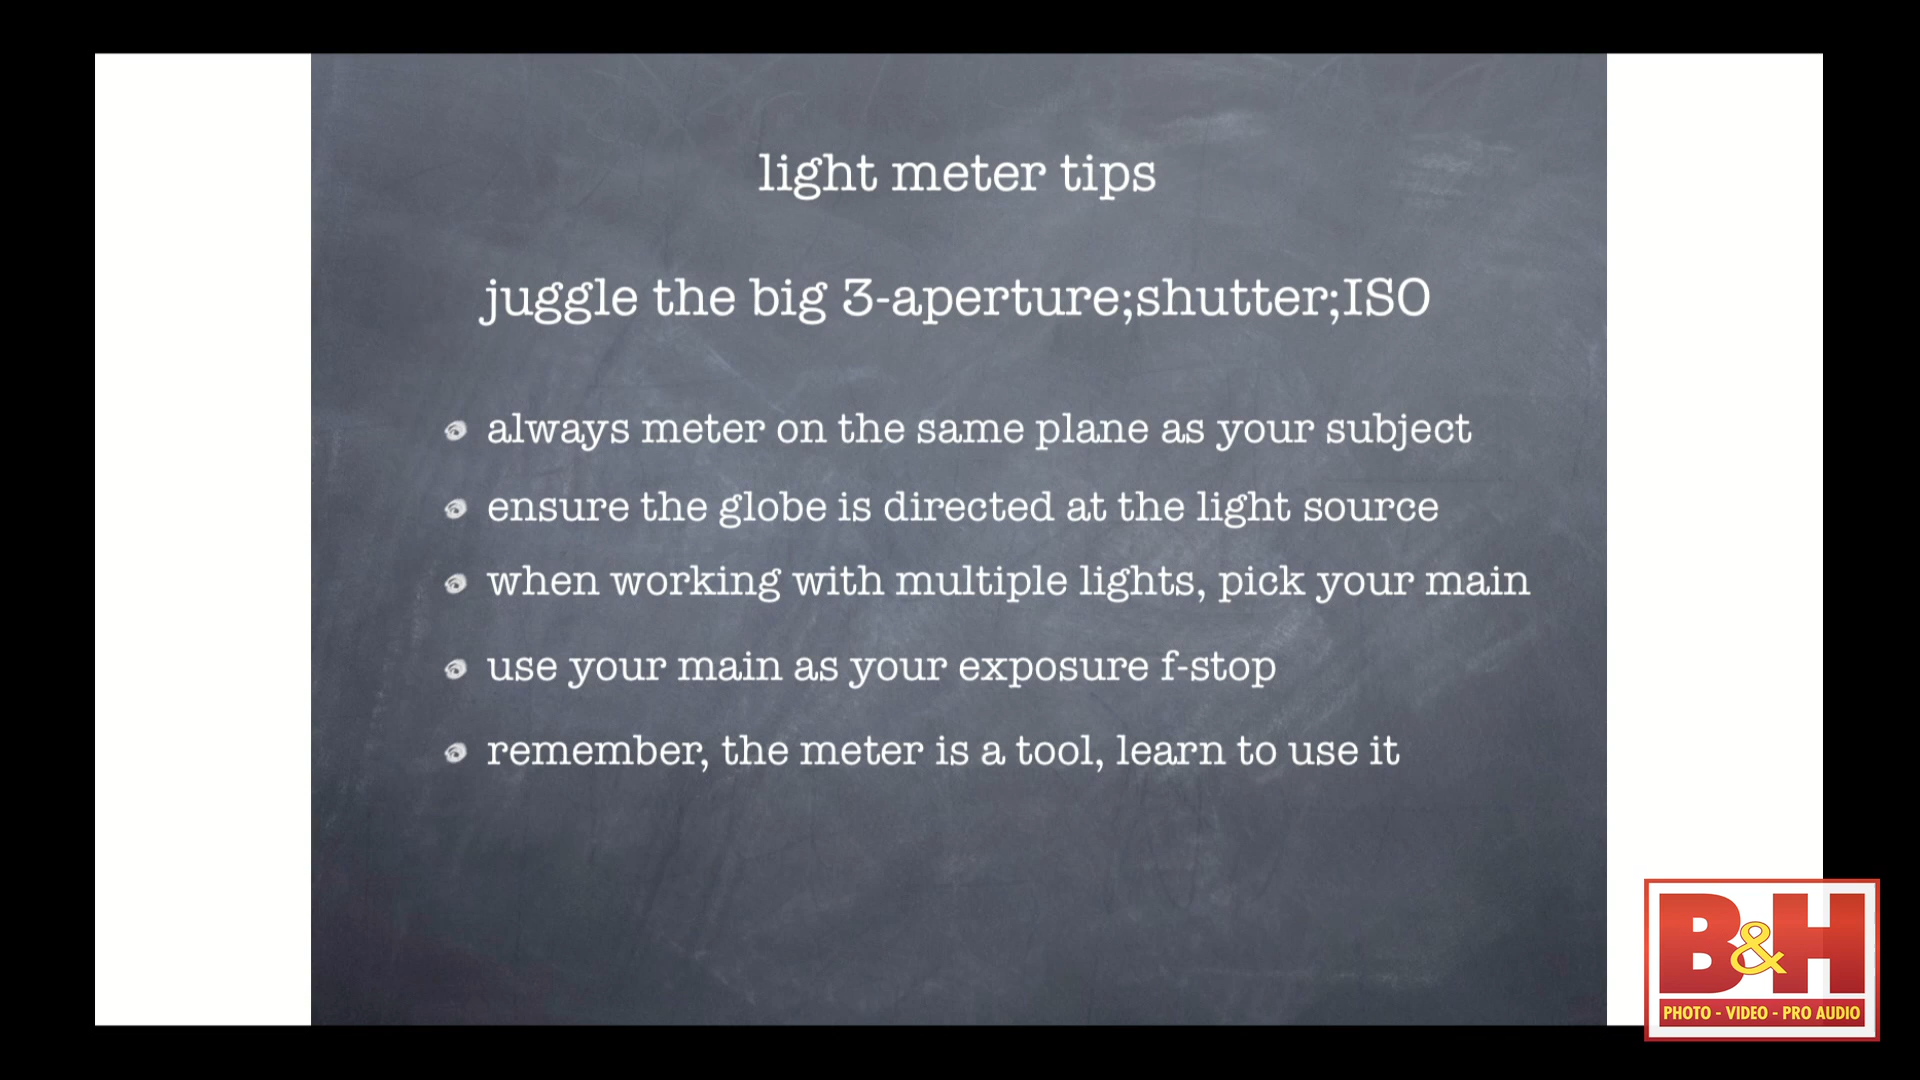 light meter tips
juggle the big 3-aperture;shutter;ISO
always meter on the same plane as your subject
ensure the globe is directed at the light source
when working with multiple lights, pick your main
use your main as your exposure f-stop
remember, the meter is a tool, learn to use it
B&H
PHOTO - VIDEO - PRO AUDIO